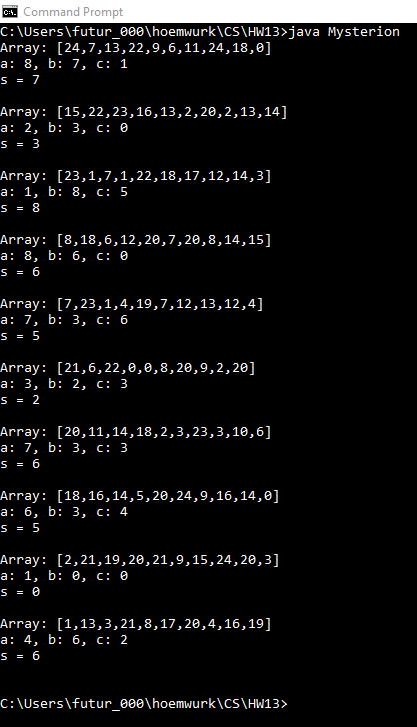 Command Prompt
C:\Users\futur_000\hoemwurk\CS\HW13>java Mysterion
Array: [24,7,13,22,9,6,11,24,18,0]
a: 8, b: 7, c: 1
s = 7
Array: [15,22,23,16,13,2,20,2,13,14]
a: 2, b: 3, c: 0
s = 3
Array: [23,1,7,1,22,18,17,12,14,3]
a: 1, b: 8, c: 5
s = 8
Array: [8,18,6,12,20,7,20,8,14,15]
a: 8, b: 6, c: 0
s = 6
Array: [7,23,1,4,19,7,12,13,12,4]
a: 7, b: 3, c: 6
s = 5
Array: [21,6,22,0,0,8,20,9,2,20]
a: 3, b: 2, c: 3
s = 2
Array: [20,11,14,18,2,3,23,3,10,6]
a: 7, b: 3, c: 3
s = 6
Array: [18,16,14,5,20,24,9,16,14,0]
a: 6, b: 3, c: 4
s = 5
Array: [2,21,19,20,21,9,15,24,20,3]
a: 1, b: 0, c: 0
s = 0
Array: [1,13,3,21,8,17,20,4,16,19]
a: 4, b: 6, c: 2
s = 6
C:\Users\futur_000\hoemwurk\CS\HW13>